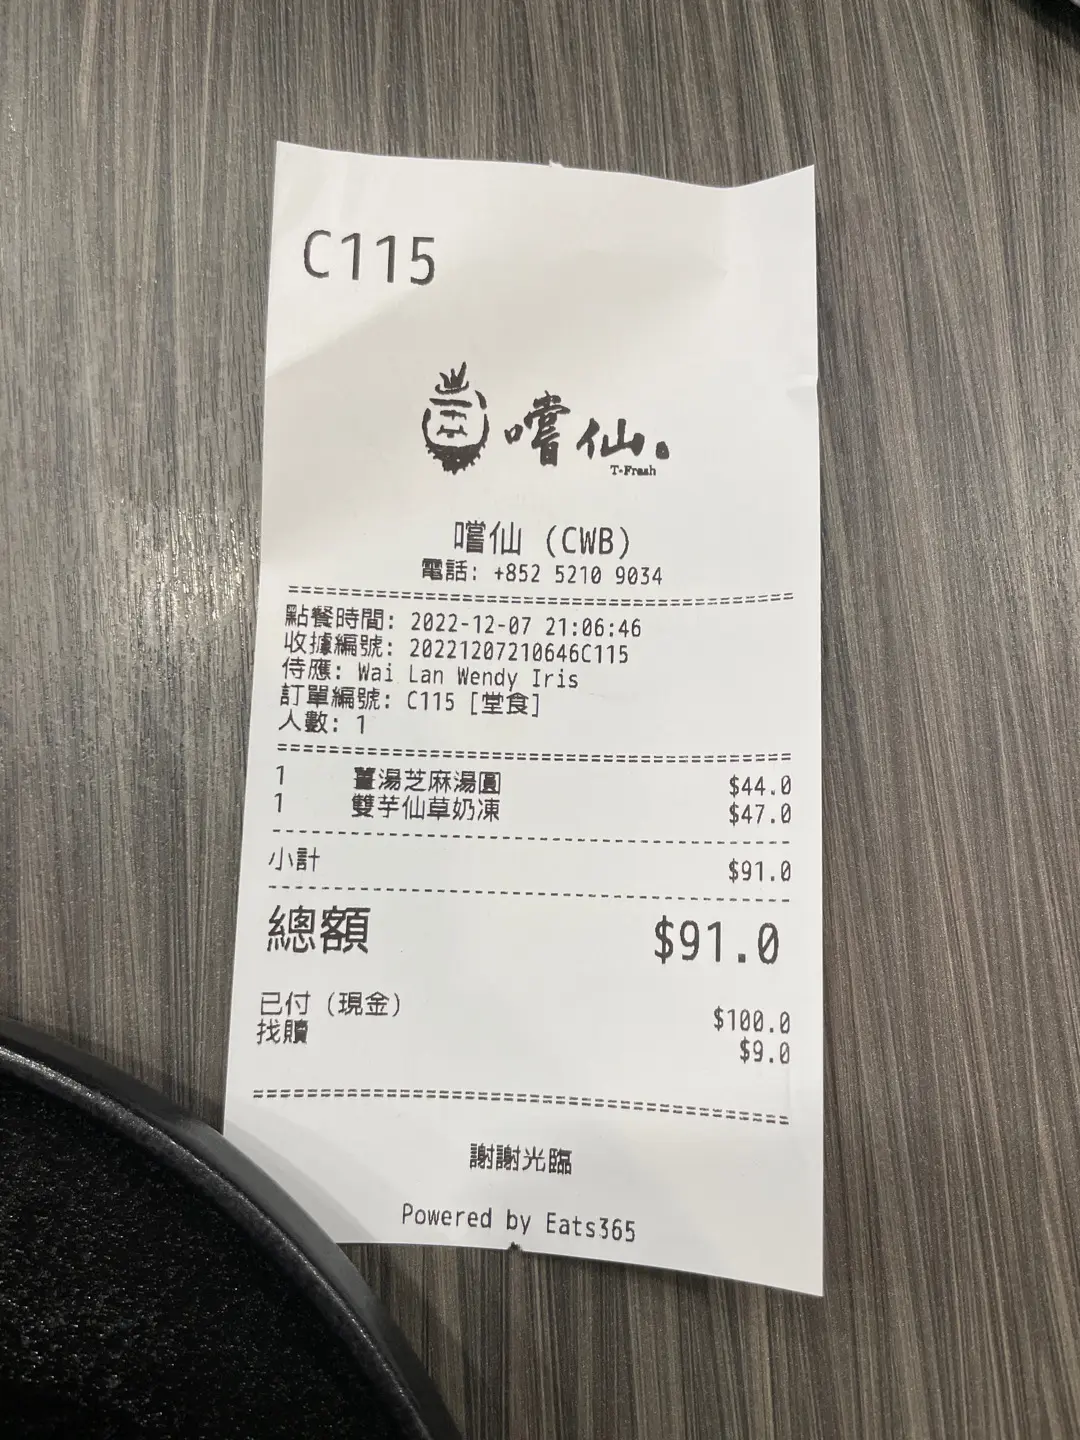 C115
嚐仙。
T-Fresh
嚐仙 (CWB)
電話: +852 5210 9034
點餐時間: 2022-12-07 21:06:46
收據編號: 20221207210646C115
侍應: Wai Lan Wendy Iris
訂單編號: C115 [堂食]
人數: 1
1 薑湯芝麻湯圓 $44.0
1 雙芋仙草奶凍 $47.0
小計 $91.0
總額 $91.0
已付 (現金) $100.0
找贖 $9.0
謝謝光臨
Powered by Eats365